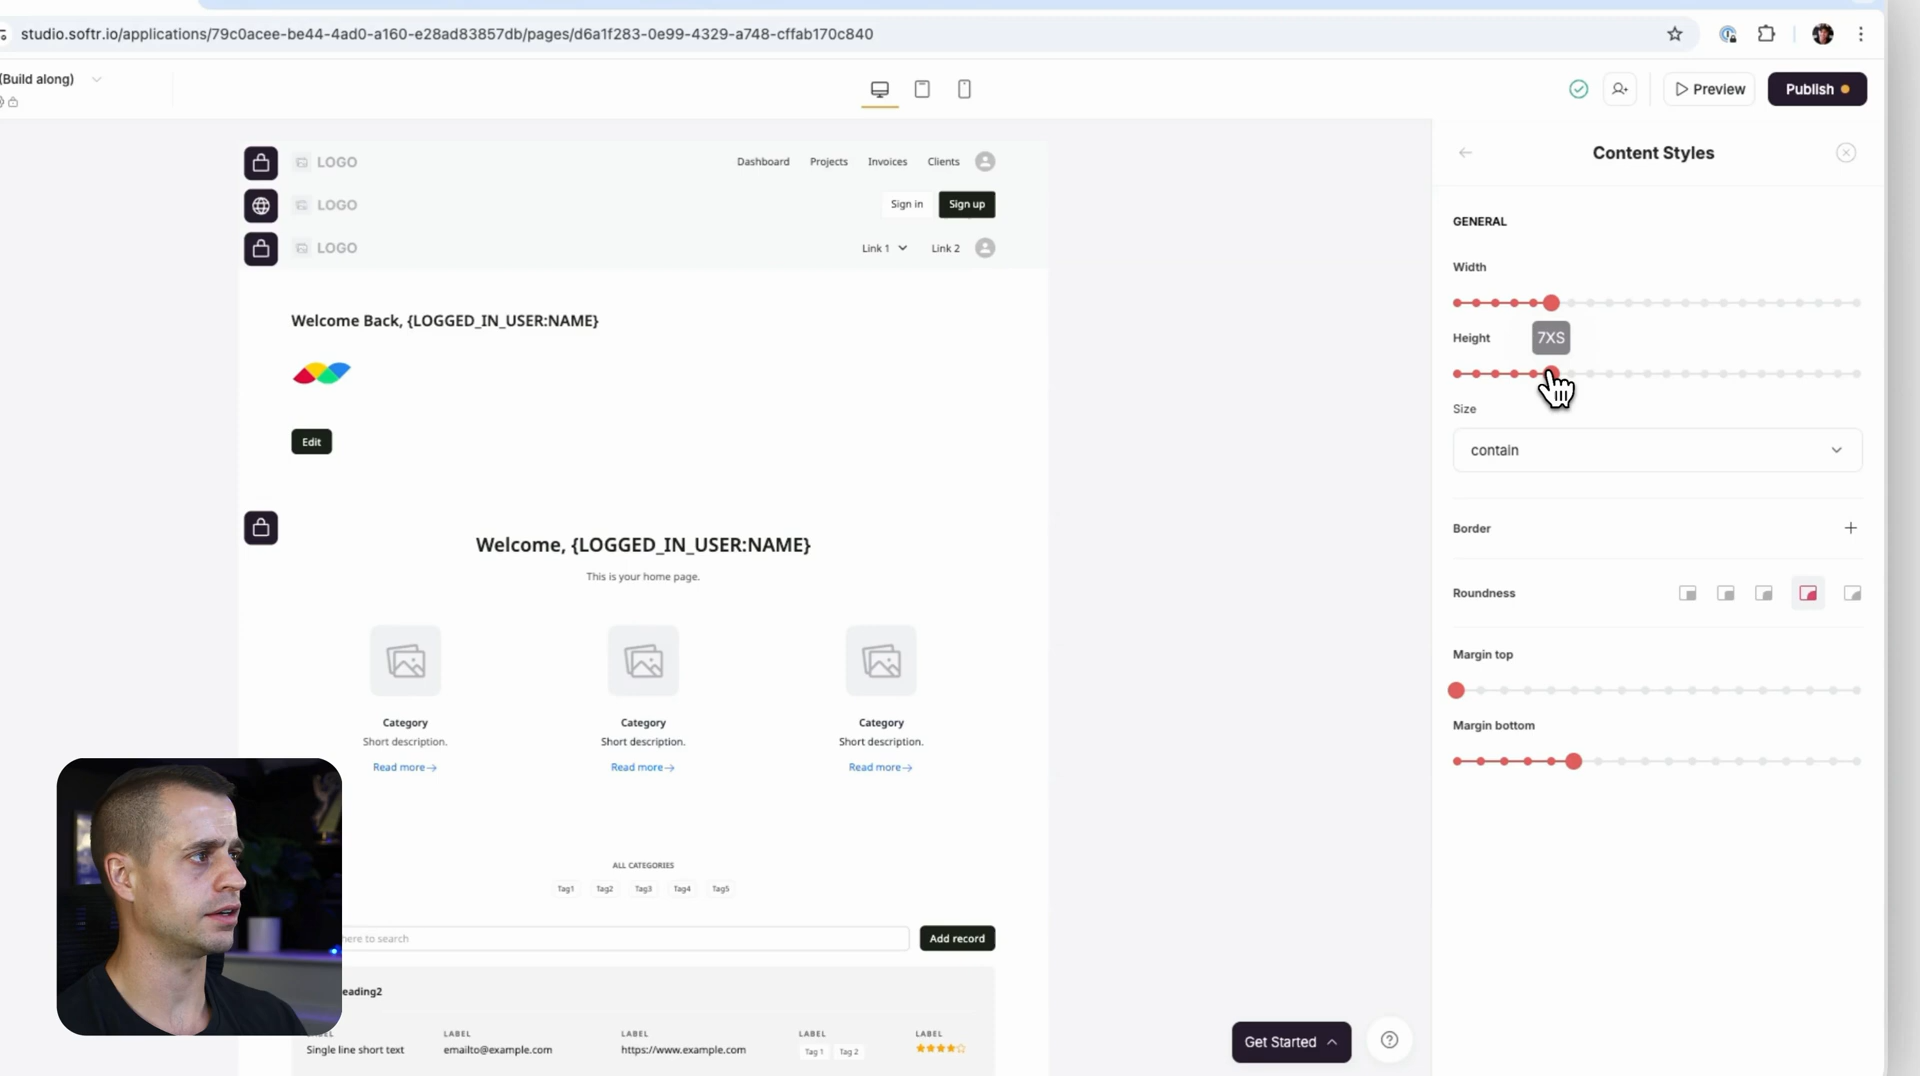 studio.softr.io/applications/79c0acee-be44-4ad0-a160-e28ad83857db/pages/d6a1f283-0e99-4329-a748-cffab170c840
(Build along)
Preview
Publish
LOGO
Dashboard Projects Invoices Clients
LOGO
Sign in Sign up
LOGO
Link 1 Link 2
Welcome Back, {LOGGED_IN_USER:NAME}
Edit
Welcome, {LOGGED_IN_USER:NAME}
This is your home page.
Category Category Category
Short description. Short description. Short description.
Read more→ Read more→ Read more→
ALL CATEGORIES
Tag1 Tag2 Tag3 Tag4 Tag5
here to search
Add record
eading2
LABEL LABEL LABEL LABEL
Single line short text emailto@example.com https://www.example.com Tag 1 Tag 2
Content Styles
GENERAL
Width
Height
7XS
Size
contain
Border
Roundness
Margin top
Margin bottom
Get Started